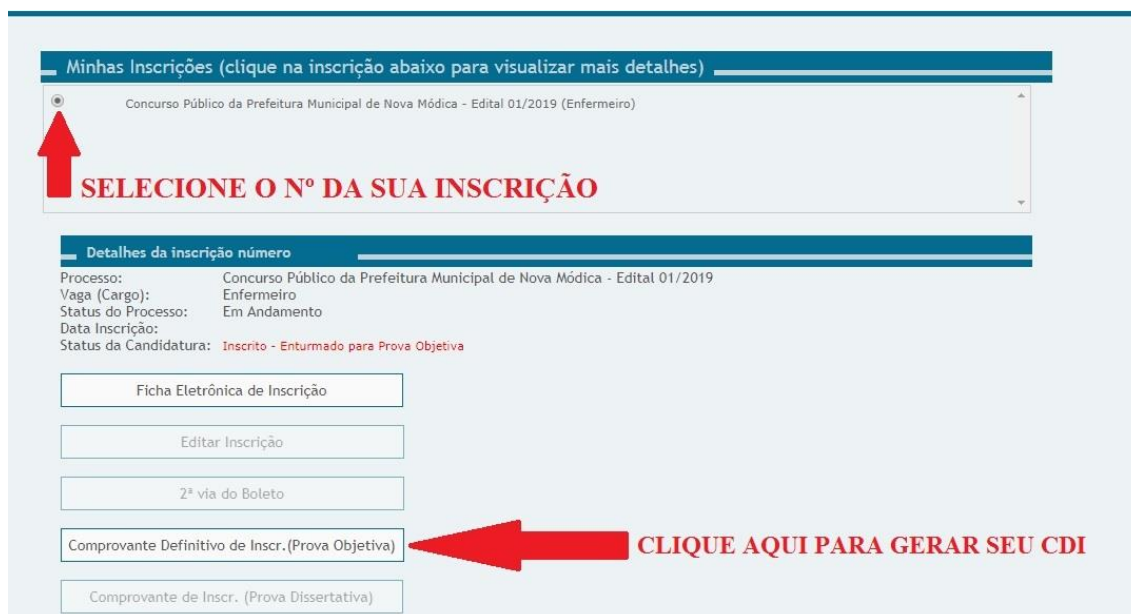 Minhas Inscrições (clique na inscrição abaixo para visualizar mais detalhes)
Concurso Público da Prefeitura Municipal de Nova Módica - Edital 01/2019 (Enfermeiro)
SELECIONE O Nº DA SUA INSCRIÇÃO
Detalhes da inscrição número
Processo: Concurso Público da Prefeitura Municipal de Nova Módica - Edital 01/2019
Vaga (Cargo): Enfermeiro
Status do Processo: Em Andamento
Data Inscrição:
Status da Candidatura: Inscrito - Enturmado para Prova Objetiva
Ficha Eletrônica de Inscrição
Editar Inscrição
2ª via do Boleto
Comprovante Definitivo de Inscr.(Prova Objetiva) CLIQUE AQUI PARA GERAR SEU CDI
Comprovante de Inscr. (Prova Dissertativa)